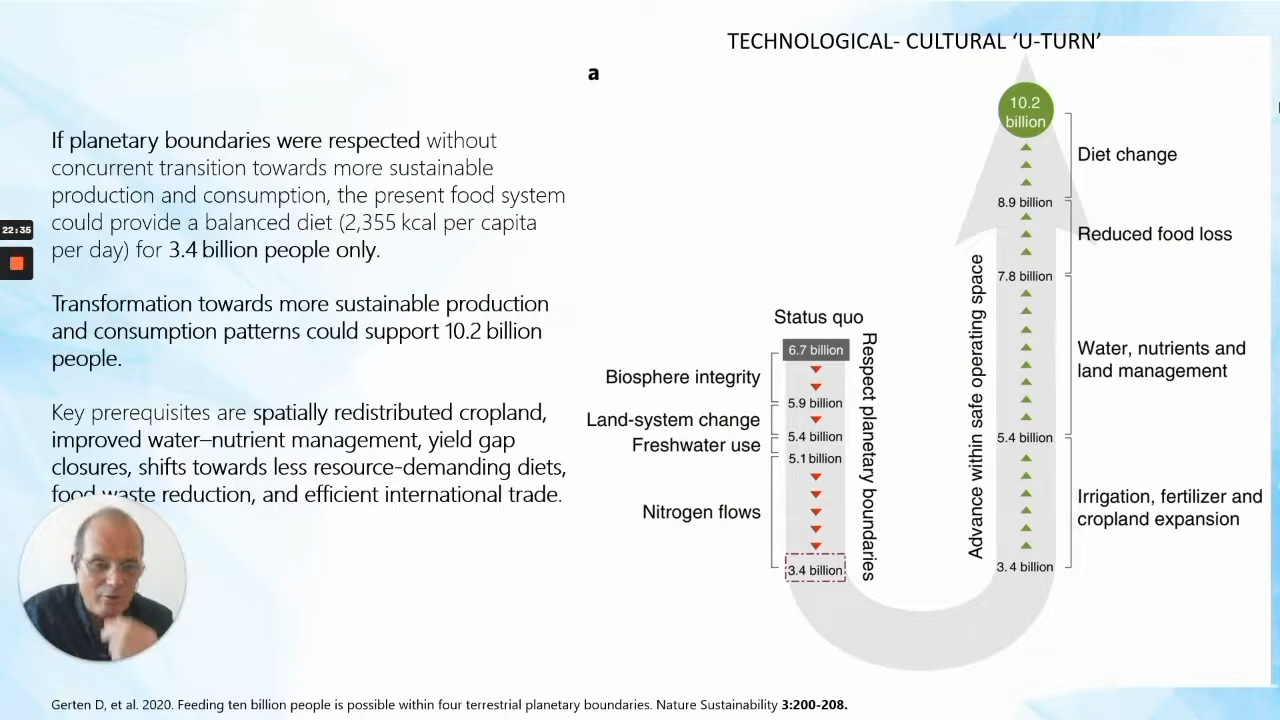 TECHNOLOGICAL- CULTURAL ‘U-TURN’
a
If planetary boundaries were respected without
concurrent transition towards more sustainable
production and consumption, the present food system
could provide a balanced diet (2,355 kcal per capita
per day) for 3.4 billion people only.
Transformation towards more sustainable production
and consumption patterns could support 10.2 billion
people.
Key prerequisites are spatially redistributed cropland,
improved water–nutrient management, yield gap
closures, shifts towards less resource-demanding diets,
food waste reduction, and efficient international trade.
22:35
Status quo
6.7 billion
Biosphere integrity
5.9 billion
Land-system change
5.4 billion
Freshwater use
5.1 billion
Nitrogen flows
3.4 billion
Respect planetary boundaries
Advance within safe operating space
10.2
billion
Diet change
8.9 billion
Reduced food loss
7.8 billion
Water, nutrients and
land management
5.4 billion
Irrigation, fertilizer and
cropland expansion
3.4 billion
Gerten D, et al. 2020. Feeding ten billion people is possible within four terrestrial planetary boundaries. Nature Sustainability 3:200-208.